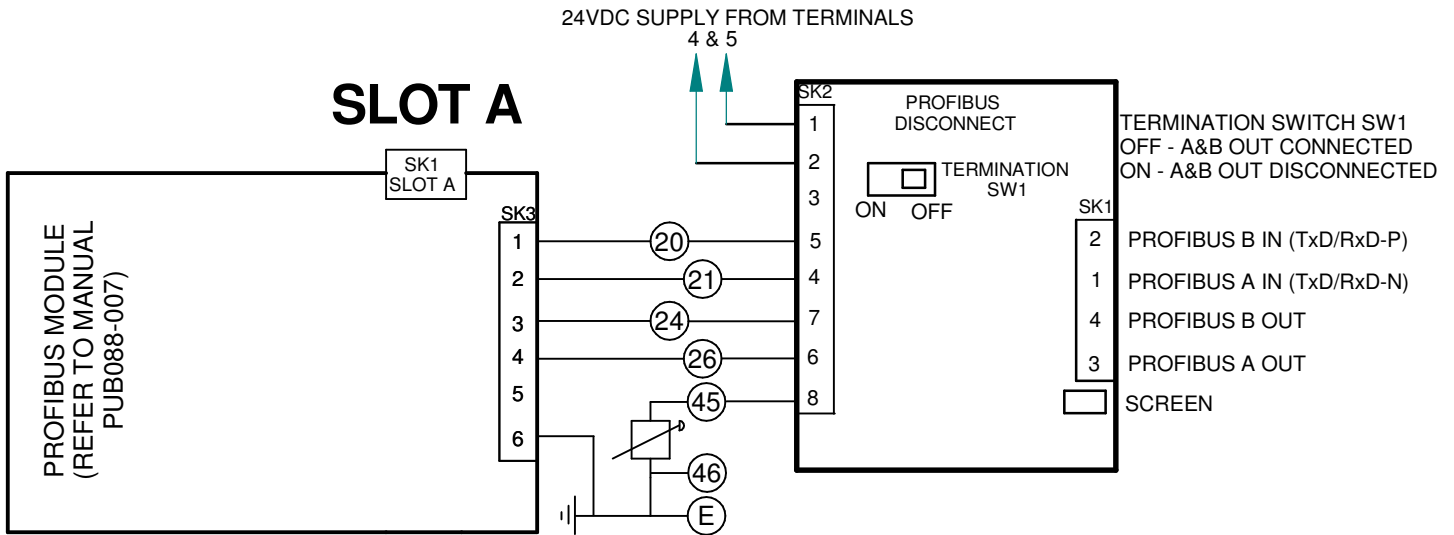 24VDC SUPPLY FROM TERMINALS
4 & 5
SLOT A
SK1
SLOT A
PROFIBUS MODULE
(REFER TO MANUAL
PUB088-007)
SK3
1
2
3
4
5
6
20
21
24
26
45
46
E
SK2
1
2
3
5
4
7
6
8
PROFIBUS
DISCONNECT
TERMINATION
SW1
ON OFF
SK1
2
1
4
3
TERMINATION SWITCH SW1
OFF - A&B OUT CONNECTED
ON - A&B OUT DISCONNECTED
PROFIBUS B IN (TxD/RxD-P)
PROFIBUS A IN (TxD/RxD-N)
PROFIBUS B OUT
PROFIBUS A OUT
SCREEN